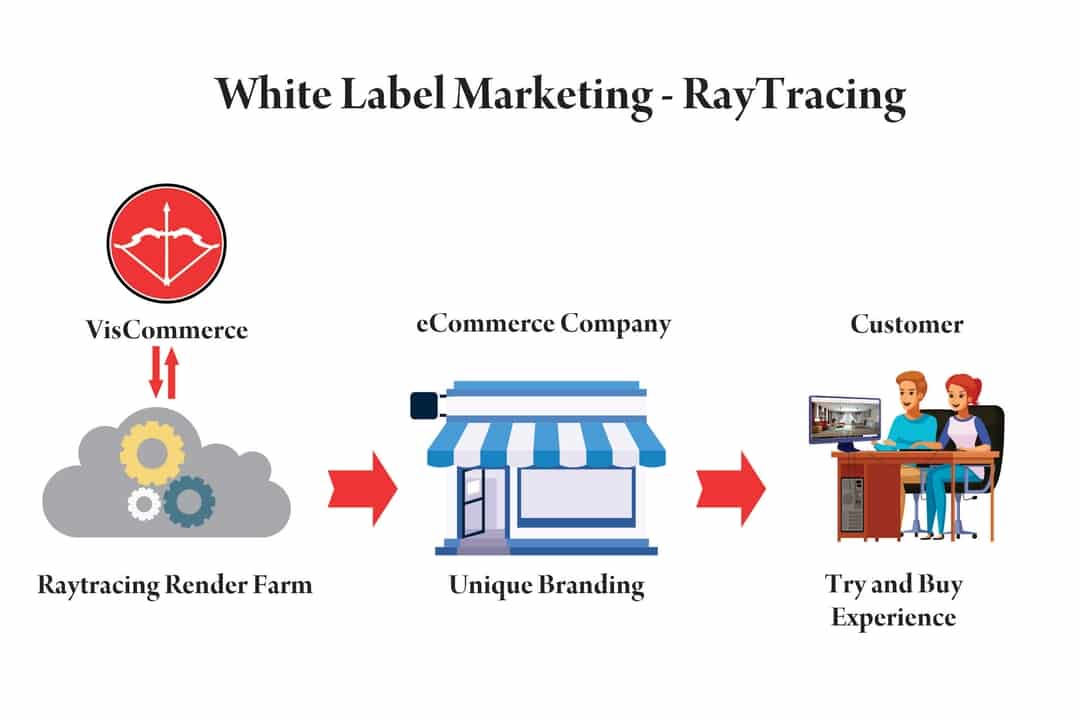 White Label Marketing - RayTracing
VisCommerce
eCommerce Company
Customer
Raytracing Render Farm
Unique Branding
Try and Buy
Experience